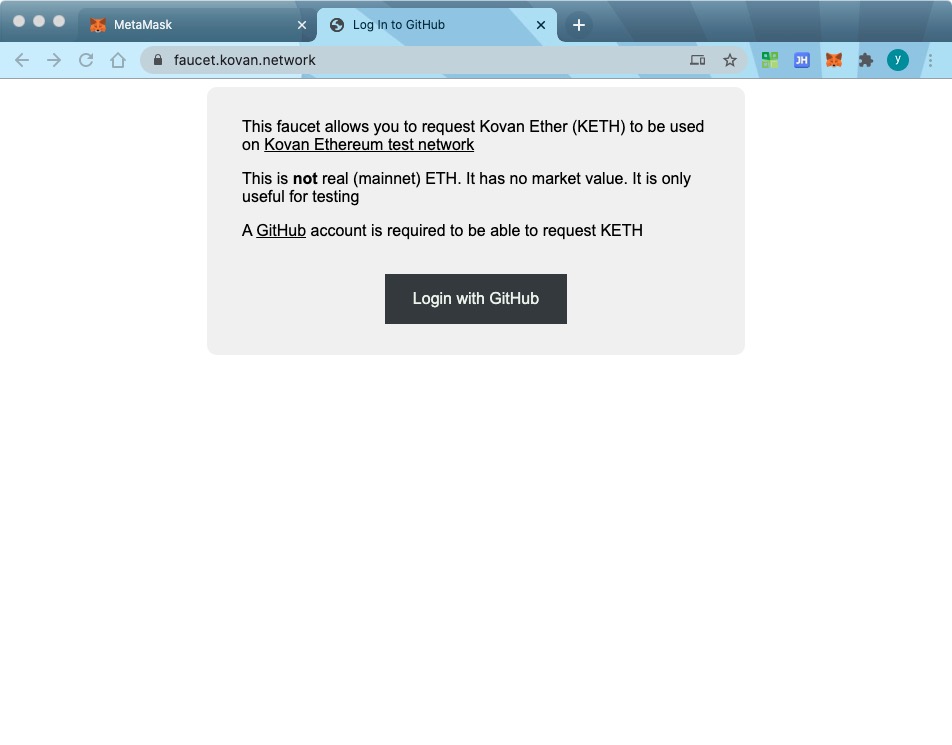 MetaMask
Log In to GitHub
faucet.kovan.network
JH
y
This faucet allows you to request Kovan Ether (KETH) to be used
on Kovan Ethereum test network
This is not real (mainnet) ETH. It has no market value. It is only
useful for testing
A GitHub account is required to be able to request KETH
Login with GitHub